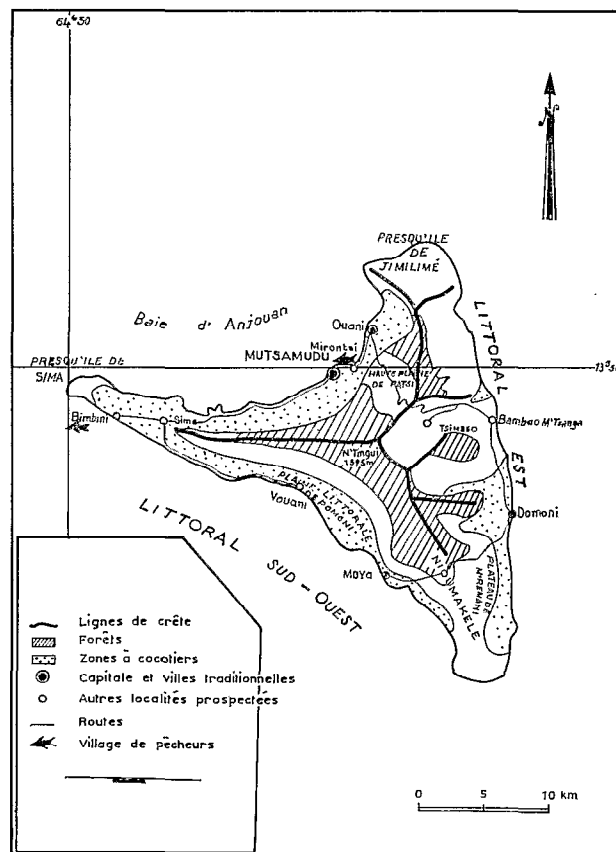 64°50
PRESQU'ILE
DE
JIMILIMÉ
Baie d'Anjouan
LITTORAL EST
Ouani
Mirontsi
MUTSAMUDU
PRESQU'ILE DE
SIMA
HAUTE PLAINE
DE PATSI
Bimbini
Sima
TSIMBEO
Bambao M'Tsanga
N'Tingui
1595m
PLAINE LITTORALE
DE POMONI
Vouani
Domoni
LITTORAL SUD-OUEST
Moya
NIOUMAKELE
PLATEAU DE
M'REMANI
Lignes de crête
Forêts
Zones à cocotiers
Capitale et villes traditionnelles
Autres localités prospectées
Routes
Village de pêcheurs
0 5 10 km